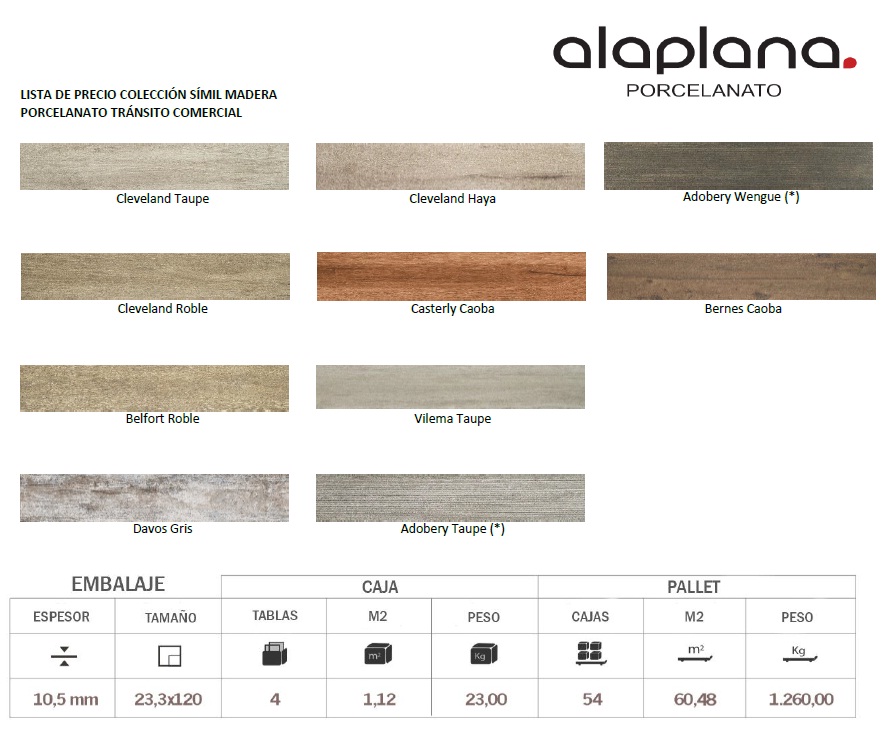 alaplana.
PORCELANATO
LISTA DE PRECIO COLECCIÓN SÍMIL MADERA
PORCELANATO TRÁNSITO COMERCIAL
Cleveland Taupe
Cleveland Haya
Adobery Wengue (*)
Cleveland Roble
Casterly Caoba
Bernes Caoba
Belfort Roble
Vilema Taupe
Davos Gris
Adobery Taupe (*)
EMBALAJE CAJA PALLET
ESPESOR TAMAÑO TABLAS M2 PESO CAJAS M2 PESO
m² Kg m² Kg
10,5 mm 23,3x120 4 1,12 23,00 54 60,48 1.260,00